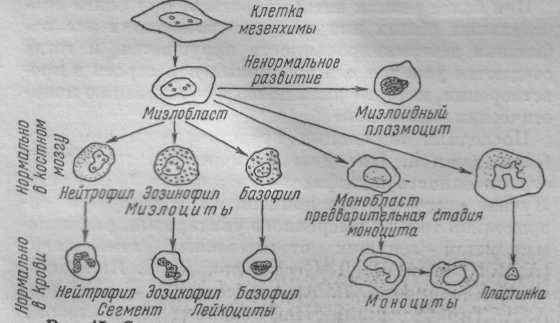 Клетка
мезенхимы
Ненормальное
развитие
Миэлобласт
Миэлоидный
плазмоцит
Нормально
в костном
мозгу
Нейтрофил Эозинофил Базофил
Миэлоциты
Монобласт
предварительная стадия
моноцита
Нормально
в крови
Нейтрофил Эозинофил Базофил
Сегмент Лейкоциты
Моноциты
Пластинка